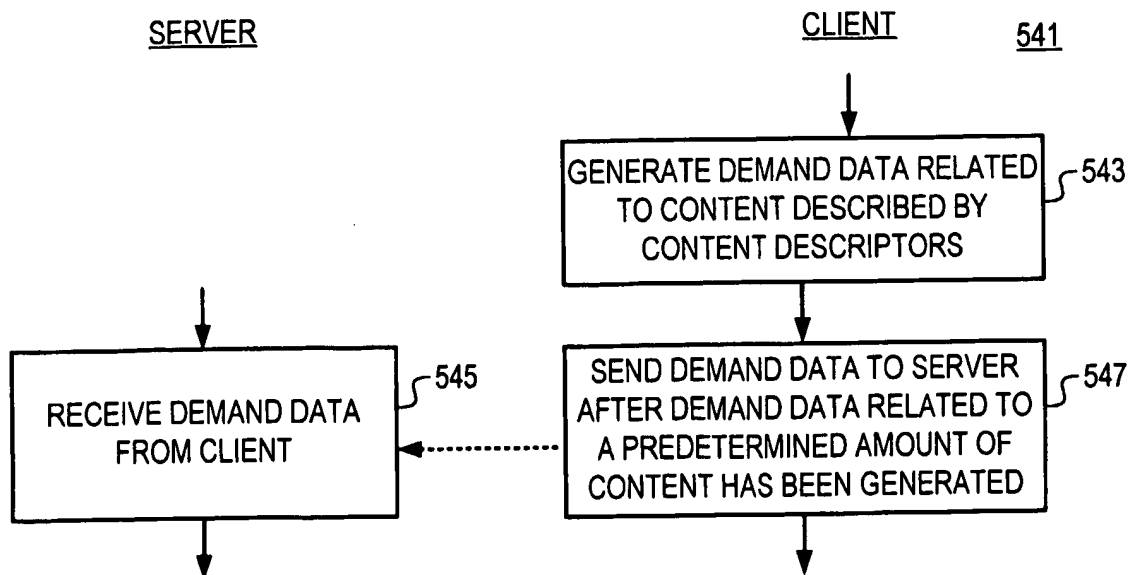 SERVER
CLIENT
541
GENERATE DEMAND DATA RELATED
TO CONTENT DESCRIBED BY
CONTENT DESCRIPTORS
543
RECEIVE DEMAND DATA
FROM CLIENT
545
SEND DEMAND DATA TO SERVER
AFTER DEMAND DATA RELATED TO
A PREDETERMINED AMOUNT OF
CONTENT HAS BEEN GENERATED
547